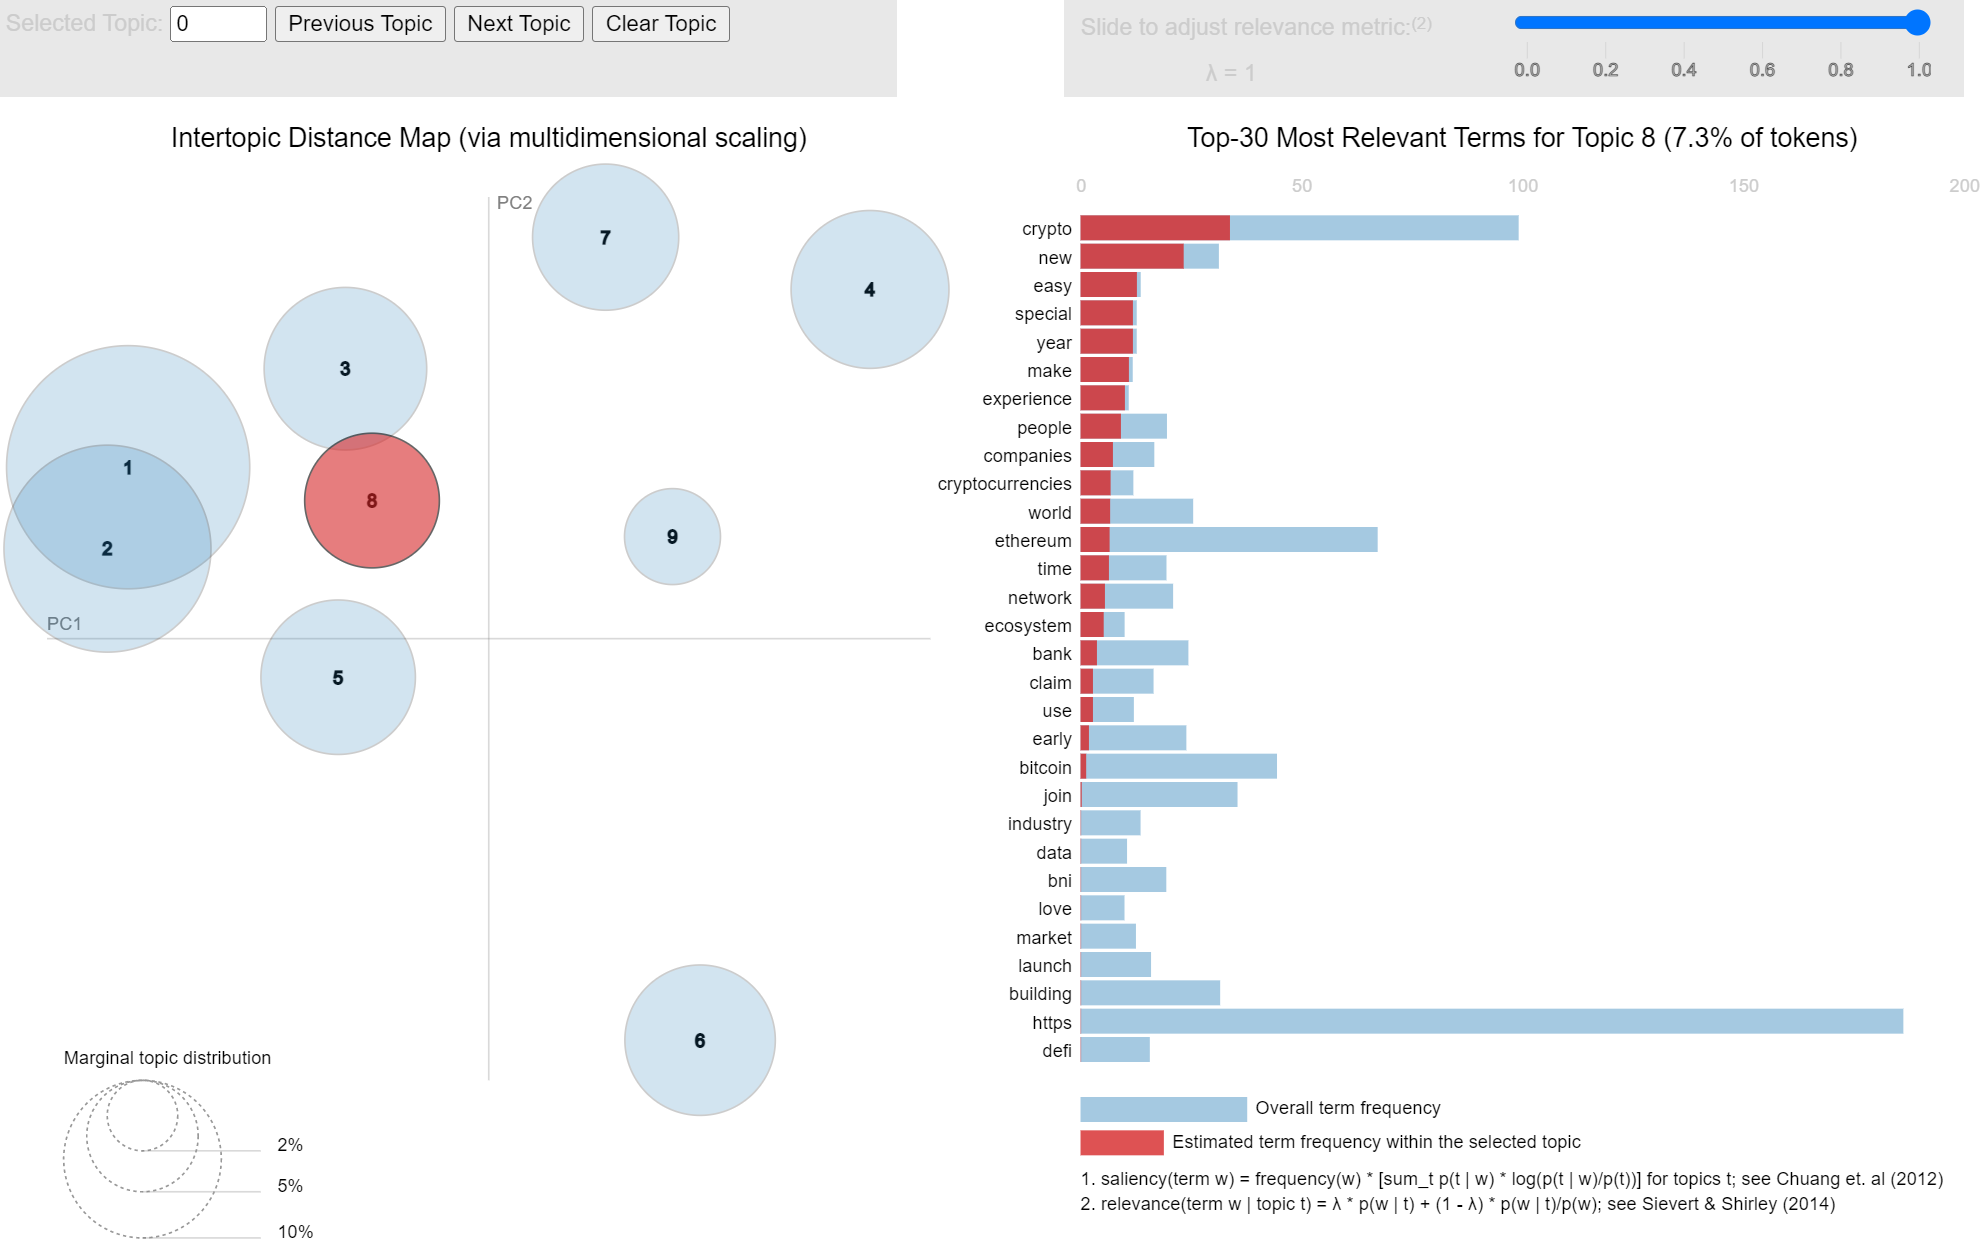 Selected Topic: 0 Previous Topic Next Topic Clear Topic
Slide to adjust relevance metric:(2)
λ = 1
0.0 0.2 0.4 0.6 0.8 1.0
Intertopic Distance Map (via multidimensional scaling)
PC2
PC1
7
4
3
1
8
2
9
5
6
Marginal topic distribution
2%
5%
10%
Top-30 Most Relevant Terms for Topic 8 (7.3% of tokens)
0 50 100 150 200
crypto
new
easy
special
year
make
experience
people
companies
cryptocurrencies
world
ethereum
time
network
ecosystem
bank
claim
use
early
bitcoin
join
industry
data
bni
love
market
launch
building
https
defi
Overall term frequency
Estimated term frequency within the selected topic
1. saliency(term w) = frequency(w) * [sum_t p(t | w) * log(p(t | w)/p(t))] for topics t; see Chuang et. al (2012)
2. relevance(term w | topic t) = λ * p(w | t) + (1 - λ) * p(w | t)/p(w); see Sievert & Shirley (2014)